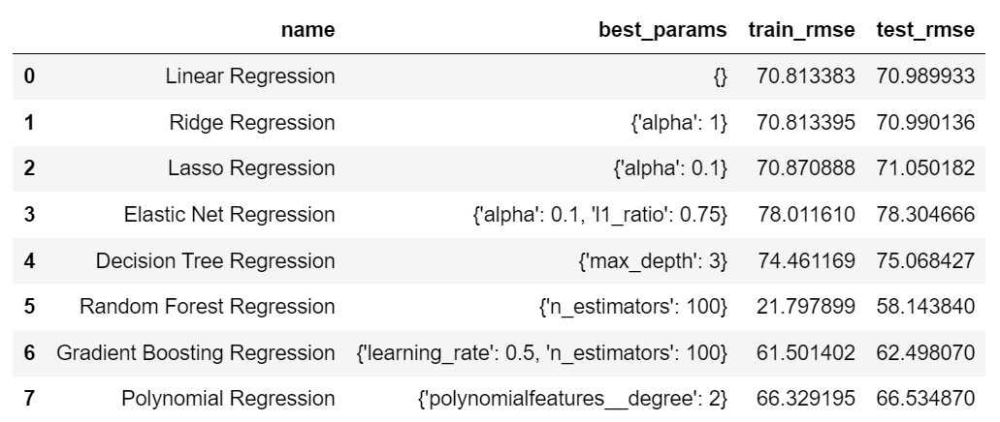 name best_params train_rmse test_rmse
0 Linear Regression {} 70.813383 70.989933
1 Ridge Regression {'alpha': 1} 70.813395 70.990136
2 Lasso Regression {'alpha': 0.1} 70.870888 71.050182
3 Elastic Net Regression {'alpha': 0.1, 'l1_ratio': 0.75} 78.011610 78.304666
4 Decision Tree Regression {'max_depth': 3} 74.461169 75.068427
5 Random Forest Regression {'n_estimators': 100} 21.797899 58.143840
6 Gradient Boosting Regression {'learning_rate': 0.5, 'n_estimators': 100} 61.501402 62.498070
7 Polynomial Regression {'polynomialfeatures__degree': 2} 66.329195 66.534870